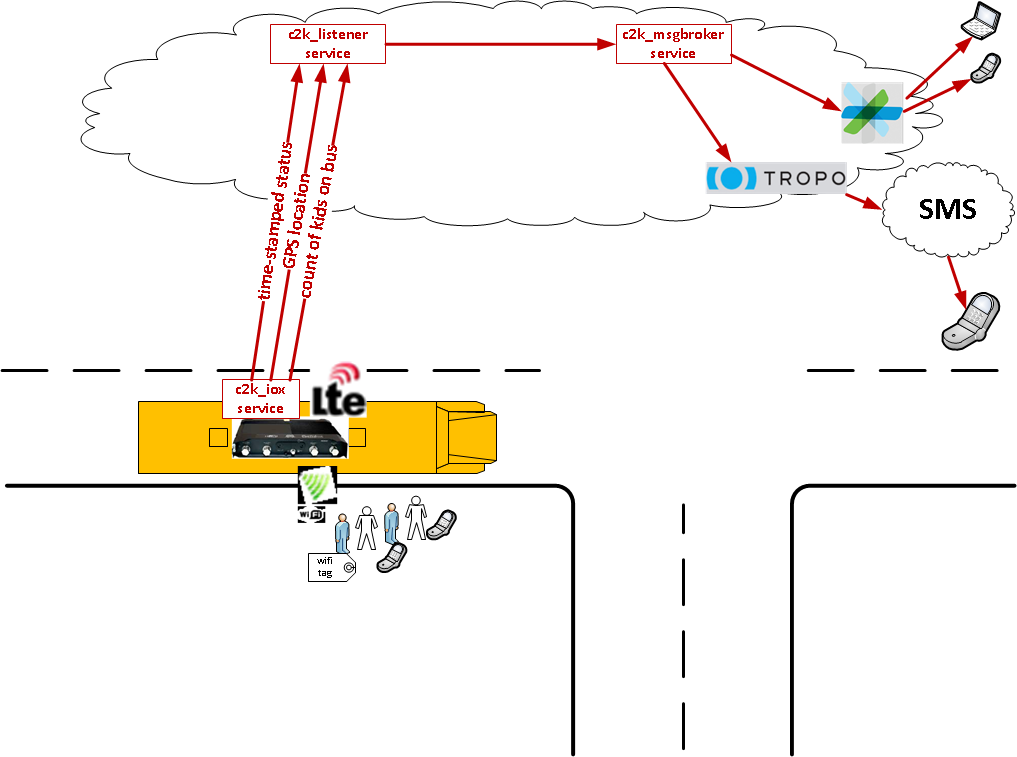 c2k_listener
service
c2k_msgbroker
service
TROPO
SMS
time-stamped status
GPS location
count of kids on bus
c2k_iox
service
Lte
WiFi
wifi
tag